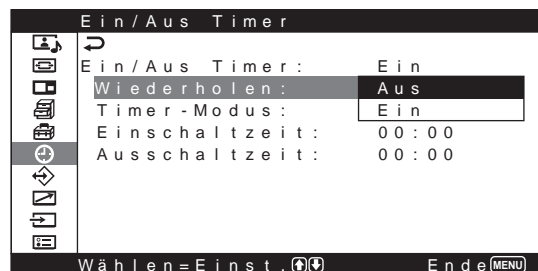 Ein/Aus Timer
Ein/Aus Timer: Ein
Wiederholen: Aus
Timer-Modus: Ein
Einschaltzeit: 00:00
Ausschaltzeit: 00:00
Wählen=Einst. Ende MENU